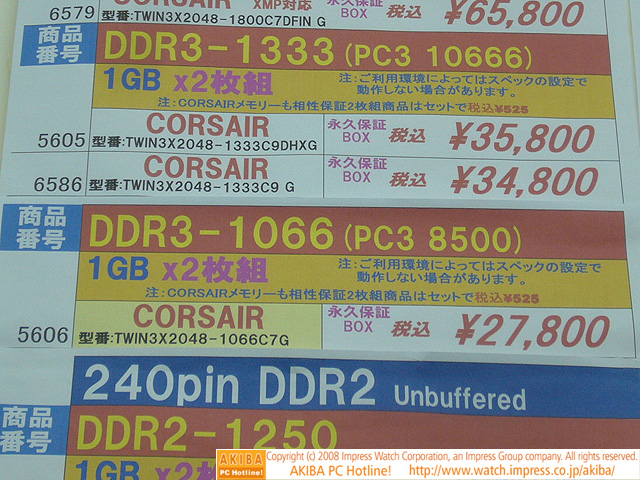 6579
CORSAIR XMP対応
型番:TWIN3X2048-1800C7DFIN G
永久保証
BOX
税込
¥65,800
商品
番号
DDR3-1333 (PC3 10666)
1GB x2枚組
注:ご利用環境によってはスペックの設定で
動作しない場合があります。
注:CORSAIRメモリーも相性保証2枚組商品はセットで税込¥525
5605
CORSAIR
型番:TWIN3X2048-1333C9DHXG
永久保証
BOX
税込
¥35,800
6586
CORSAIR
型番:TWIN3X2048-1333C9 G
永久保証
BOX
税込
¥34,800
商品
番号
DDR3-1066 (PC3 8500)
1GB x2枚組
注:ご利用環境によってはスペックの設定で
動作しない場合があります。
注:CORSAIRメモリーも相性保証2枚組商品はセットで税込¥525
5606
CORSAIR
型番:TWIN3X2048-1066C7G
永久保証
BOX
税込
¥27,800
240pin DDR2 Unbuffered
商品
番号
DDR2-1250
1GB x2
AKIBA
PC Hotline!
Copyright (c) 2008 Impress Watch Corporation, an Impress Group company. All rights reserved.
AKIBA PC Hotline! http://www.watch.impress.co.jp/akiba/